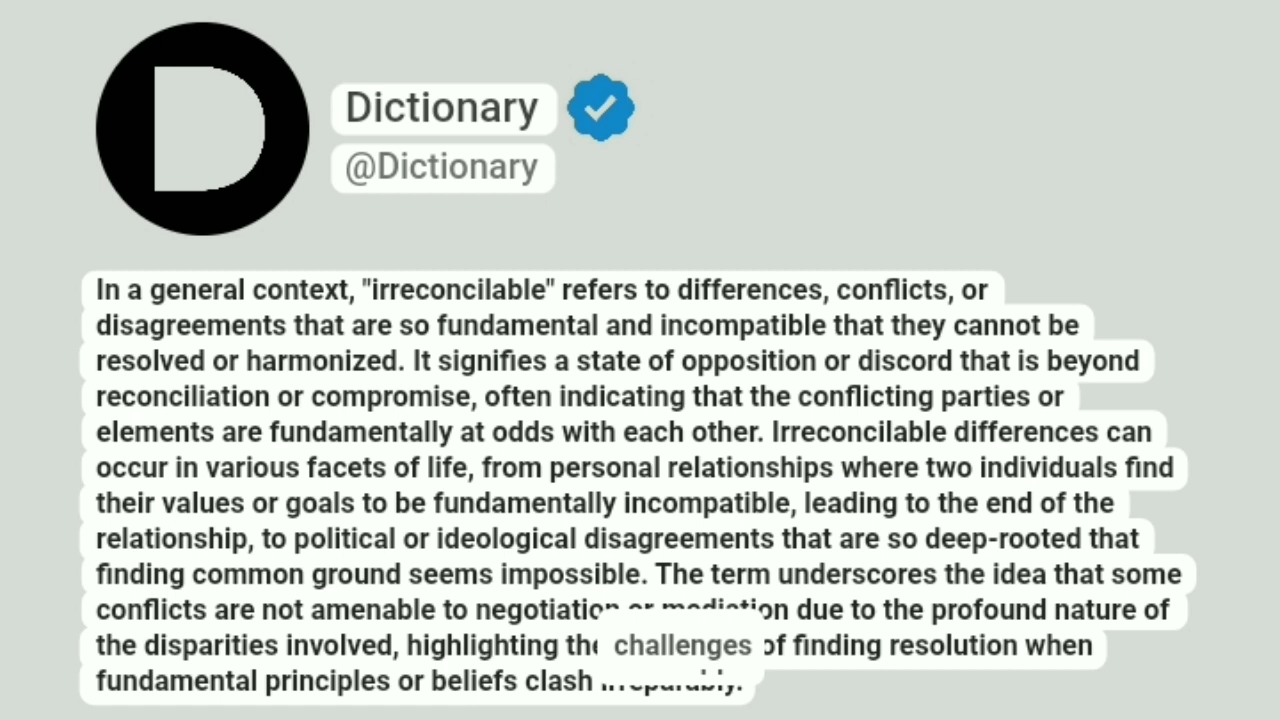 D
Dictionary
@Dictionary
In a general context, "irreconcilable" refers to differences, conflicts, or
disagreements that are so fundamental and incompatible that they cannot be
resolved or harmonized. It signifies a state of opposition or discord that is beyond
reconciliation or compromise, often indicating that the conflicting parties or
elements are fundamentally at odds with each other. Irreconcilable differences can
occur in various facets of life, from personal relationships where two individuals find
their values or goals to be fundamentally incompatible, leading to the end of the
relationship, to political or ideological disagreements that are so deep-rooted that
finding common ground seems impossible. The term underscores the idea that some
conflicts are not amenable to negotiation or mediation due to the profound nature of
the disparities involved, highlighting the challenges of finding resolution when
fundamental principles or beliefs clash irreparably.